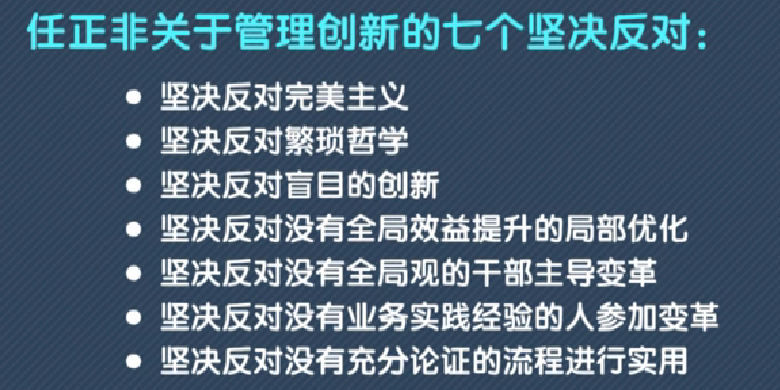 任正非关于管理创新的七个坚决反对：
• 坚决反对完美主义
• 坚决反对繁琐哲学
• 坚决反对盲目的创新
• 坚决反对没有全局效益提升的局部优化
• 坚决反对没有全局观的干部主导变革
• 坚决反对没有业务实践经验的人参加变革
• 坚决反对没有充分论证的流程进行实用